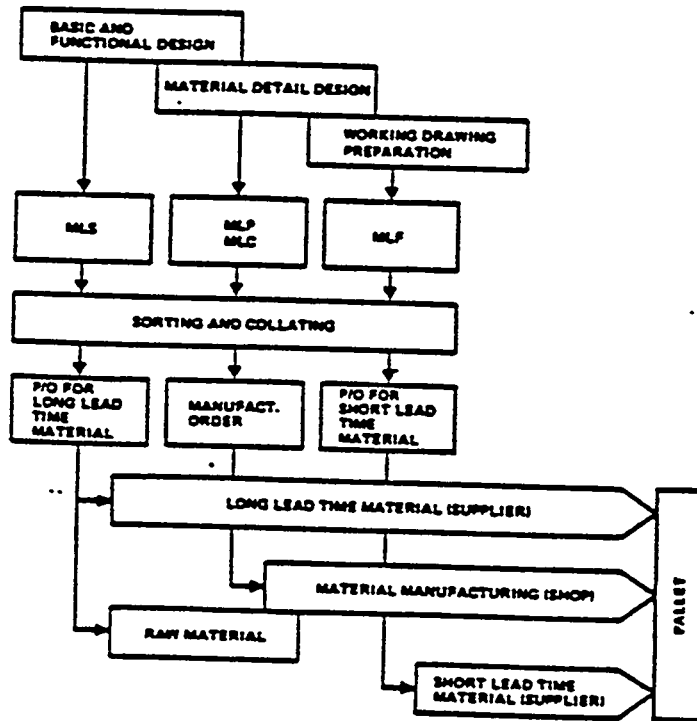 BASIC AND
FUNCTIONAL DESIGN
MATERIAL DETAIL DESIGN
WORKING DRAWING
PREPARATION
MLS
MLP
MLC
MLF
SORTING AND COLLATING
P/O FOR
LONG LEAD
TIME
MATERIAL
MANUFACT.
ORDER
P/O FOR
SHORT LEAD
TIME
MATERIAL
LONG LEAD TIME MATERIAL (SUPPLIER)
MATERIAL MANUFACTURING (SHOP)
RAW MATERIAL
SHORT LEAD TIME
MATERIAL (SUPPLIER)
PALLET